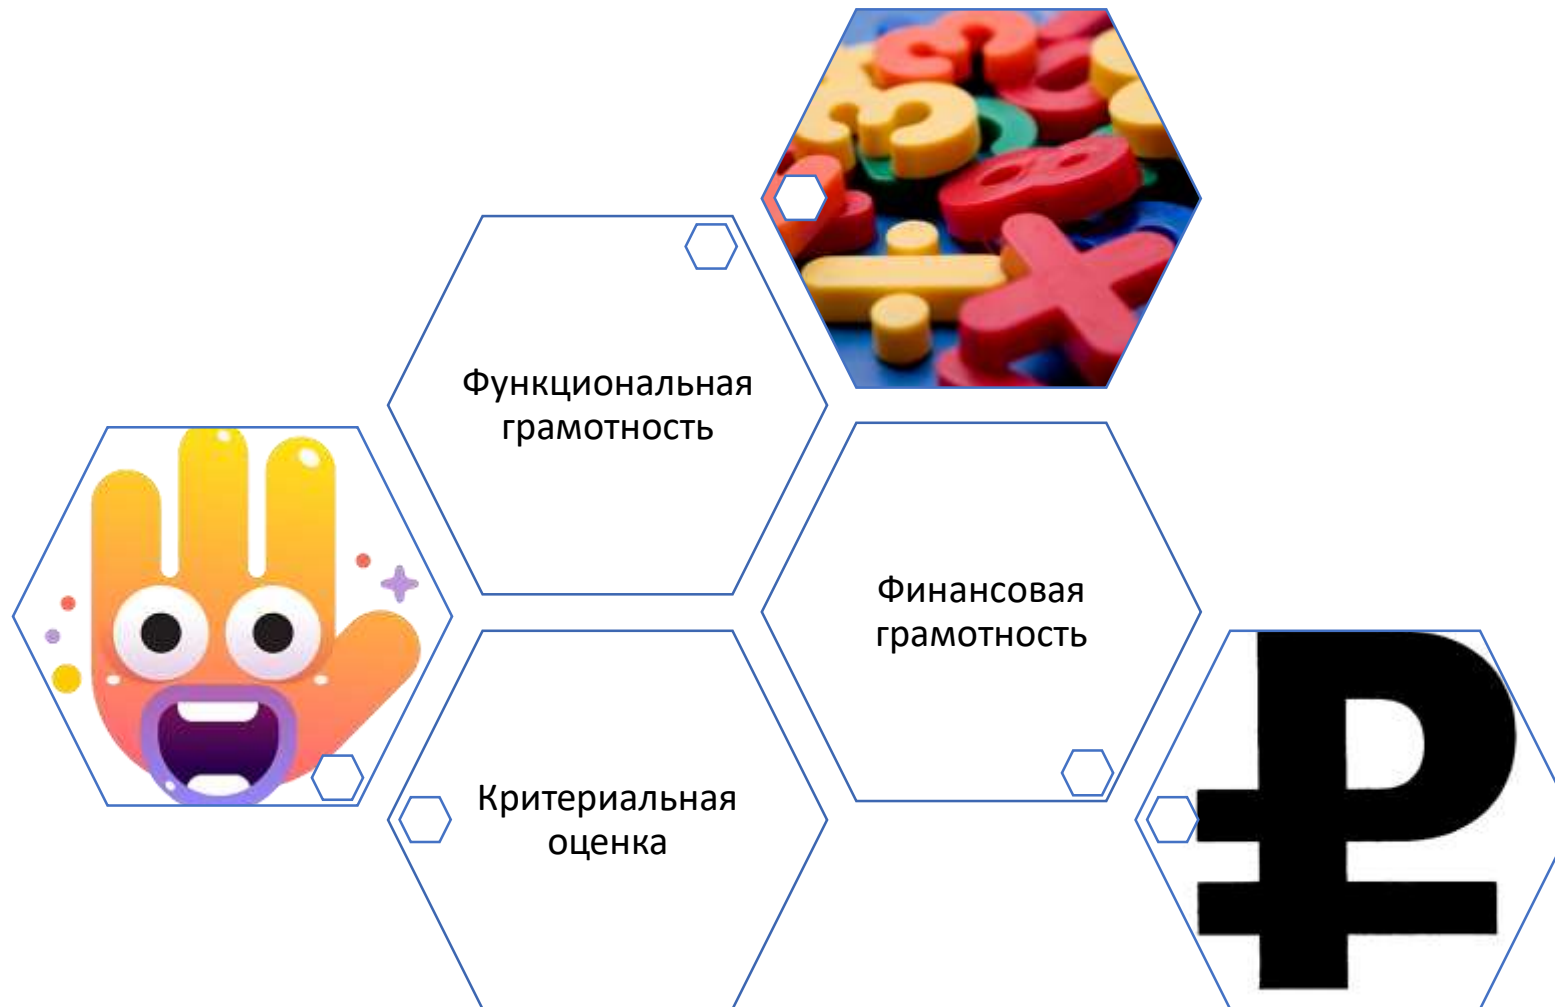 Функциональная
грамотность
Финансовая
грамотность
Критериальная
оценка